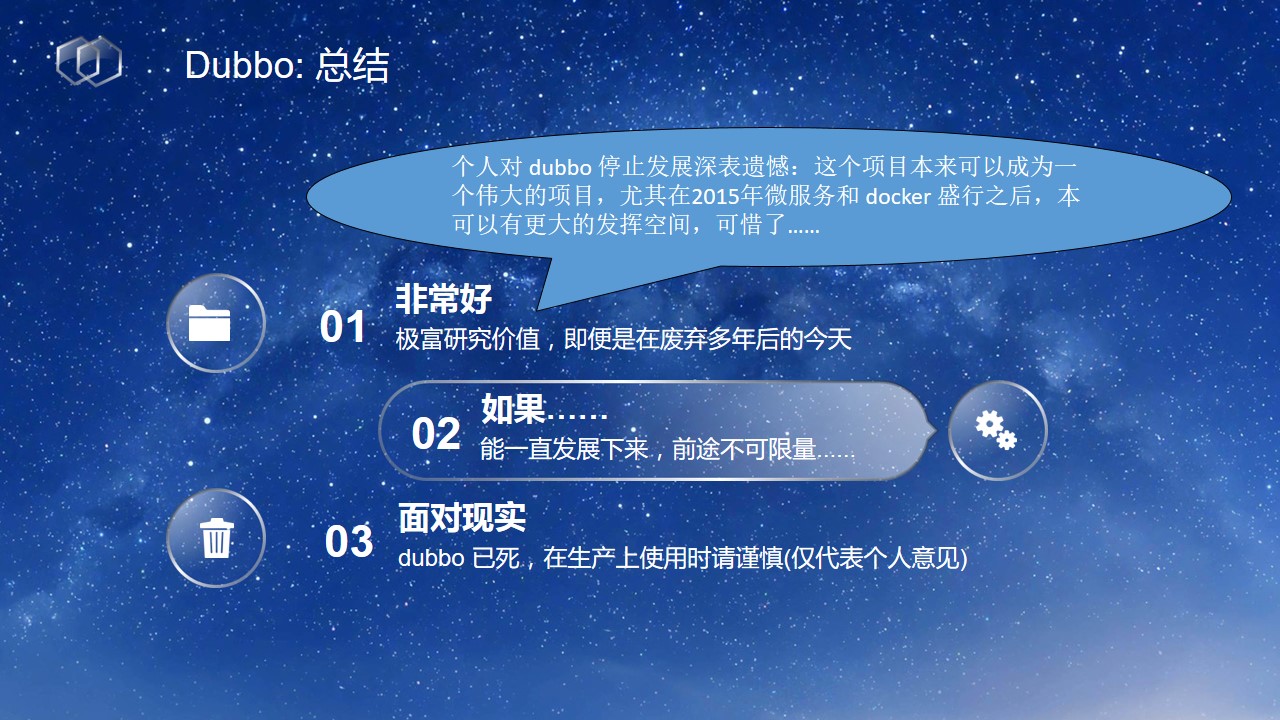 Dubbo: 总结
个人对 dubbo 停止发展深表遗憾：这个项目本来可以成为一
个伟大的项目，尤其在2015年微服务和 docker 盛行之后，本
可以有更大的发挥空间，可惜了……
01
非常好
极富研究价值，即便是在废弃多年后的今天
02
如果……
能一直发展下来，前途不可限量……
03
面对现实
dubbo 已死，在生产上使用时请谨慎(仅代表个人意见)